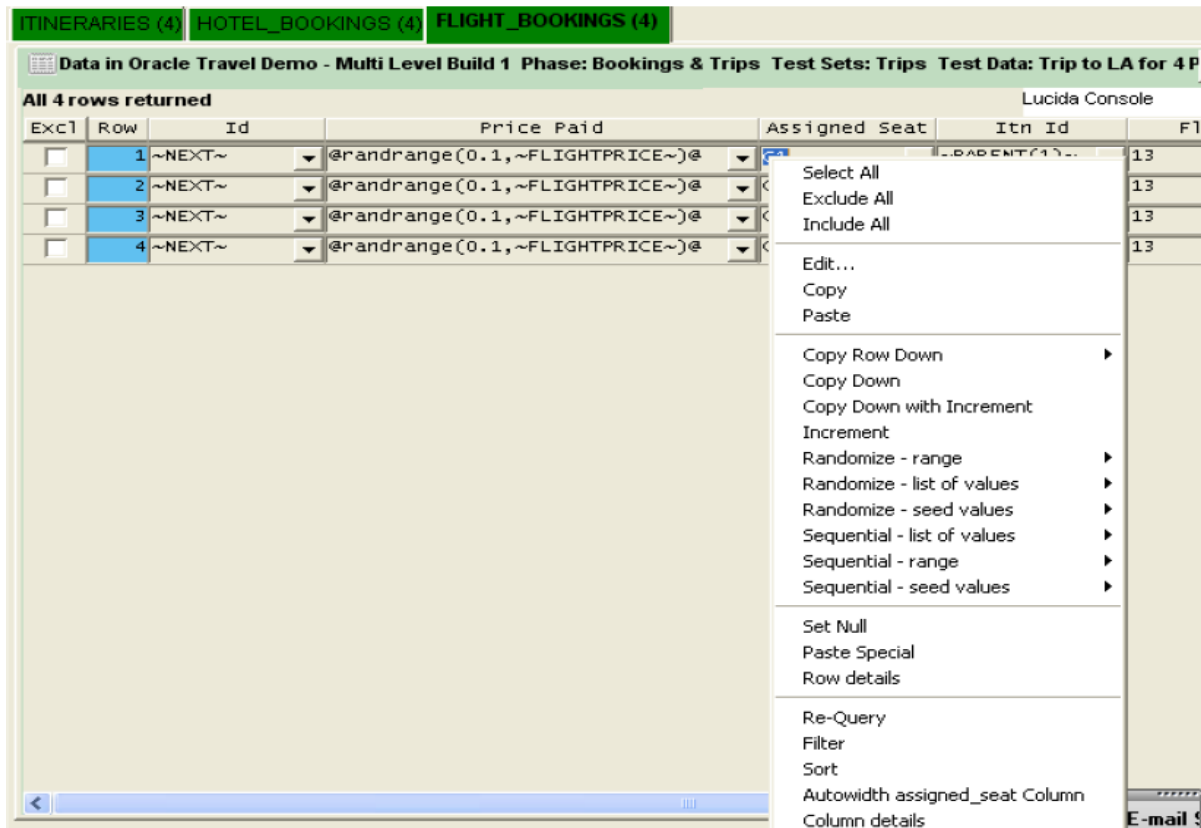 ITINERARIES (4) HOTEL_BOOKINGS (4) FLIGHT_BOOKINGS (4)
Data in Oracle Travel Demo - Multi Level Build 1 Phase: Bookings & Trips Test Sets: Trips Test Data: Trip to LA for 4 P
All 4 rows returned Lucida Console
Excl Row Id Price Paid Assigned Seat Itn Id Fl
1 ~NEXT~ @randrange(0.1,~FLIGHTPRICE~)@ ~PARENT(1)~ 13
2 ~NEXT~ @randrange(0.1,~FLIGHTPRICE~)@ 13
3 ~NEXT~ @randrange(0.1,~FLIGHTPRICE~)@ 13
4 ~NEXT~ @randrange(0.1,~FLIGHTPRICE~)@ 13
Select All
Exclude All
Include All
Edit...
Copy
Paste
Copy Row Down
Copy Down
Copy Down with Increment
Increment
Randomize - range
Randomize - list of values
Randomize - seed values
Sequential - list of values
Sequential - range
Sequential - seed values
Set Null
Paste Special
Row details
Re-Query
Filter
Sort
Autowidth assigned_seat Column
Column details
E-mail